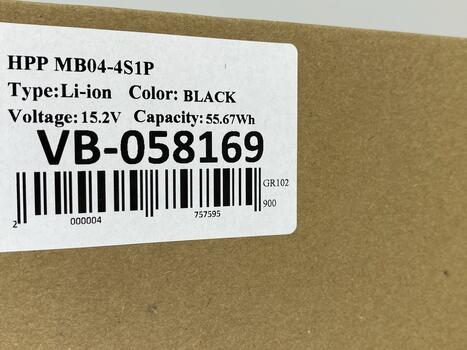 HPP MB04-4S1P
Type:Li-ion Color: BLACK
Voltage: 15.2V Capacity: 55.67Wh
VB-058169
GR102
900
2 000004 757595